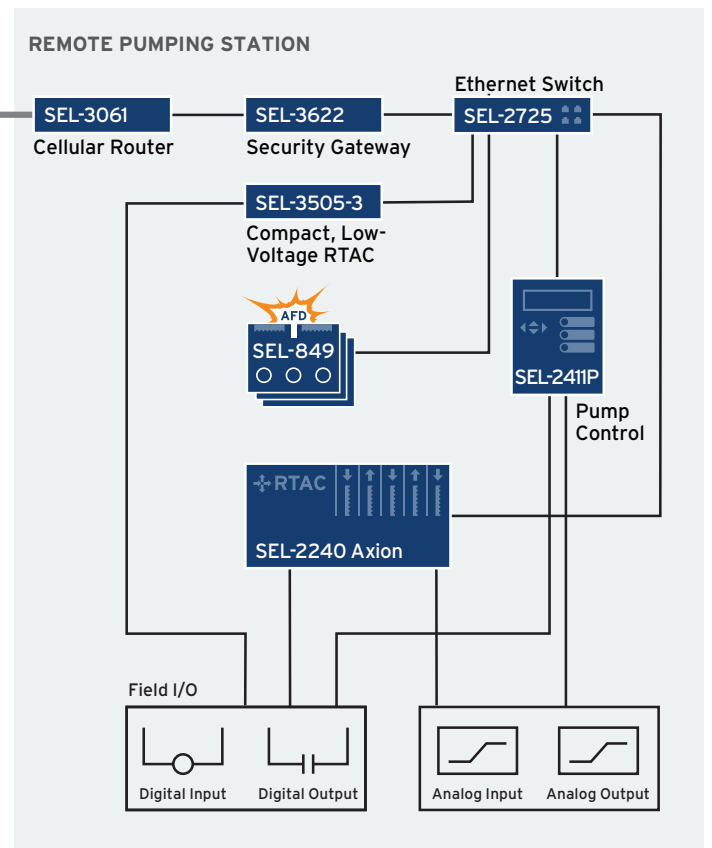 REMOTE PUMPING STATION
Ethernet Switch
SEL-3061
SEL-3622
SEL-2725
Cellular Router
Security Gateway
SEL-3505-3
Compact, Low-
Voltage RTAC
AFD
SEL-849
SEL-2411P
Pump
Control
RTAC
SEL-2240 Axion
Field I/O
Digital Input
Digital Output
Analog Input
Analog Output